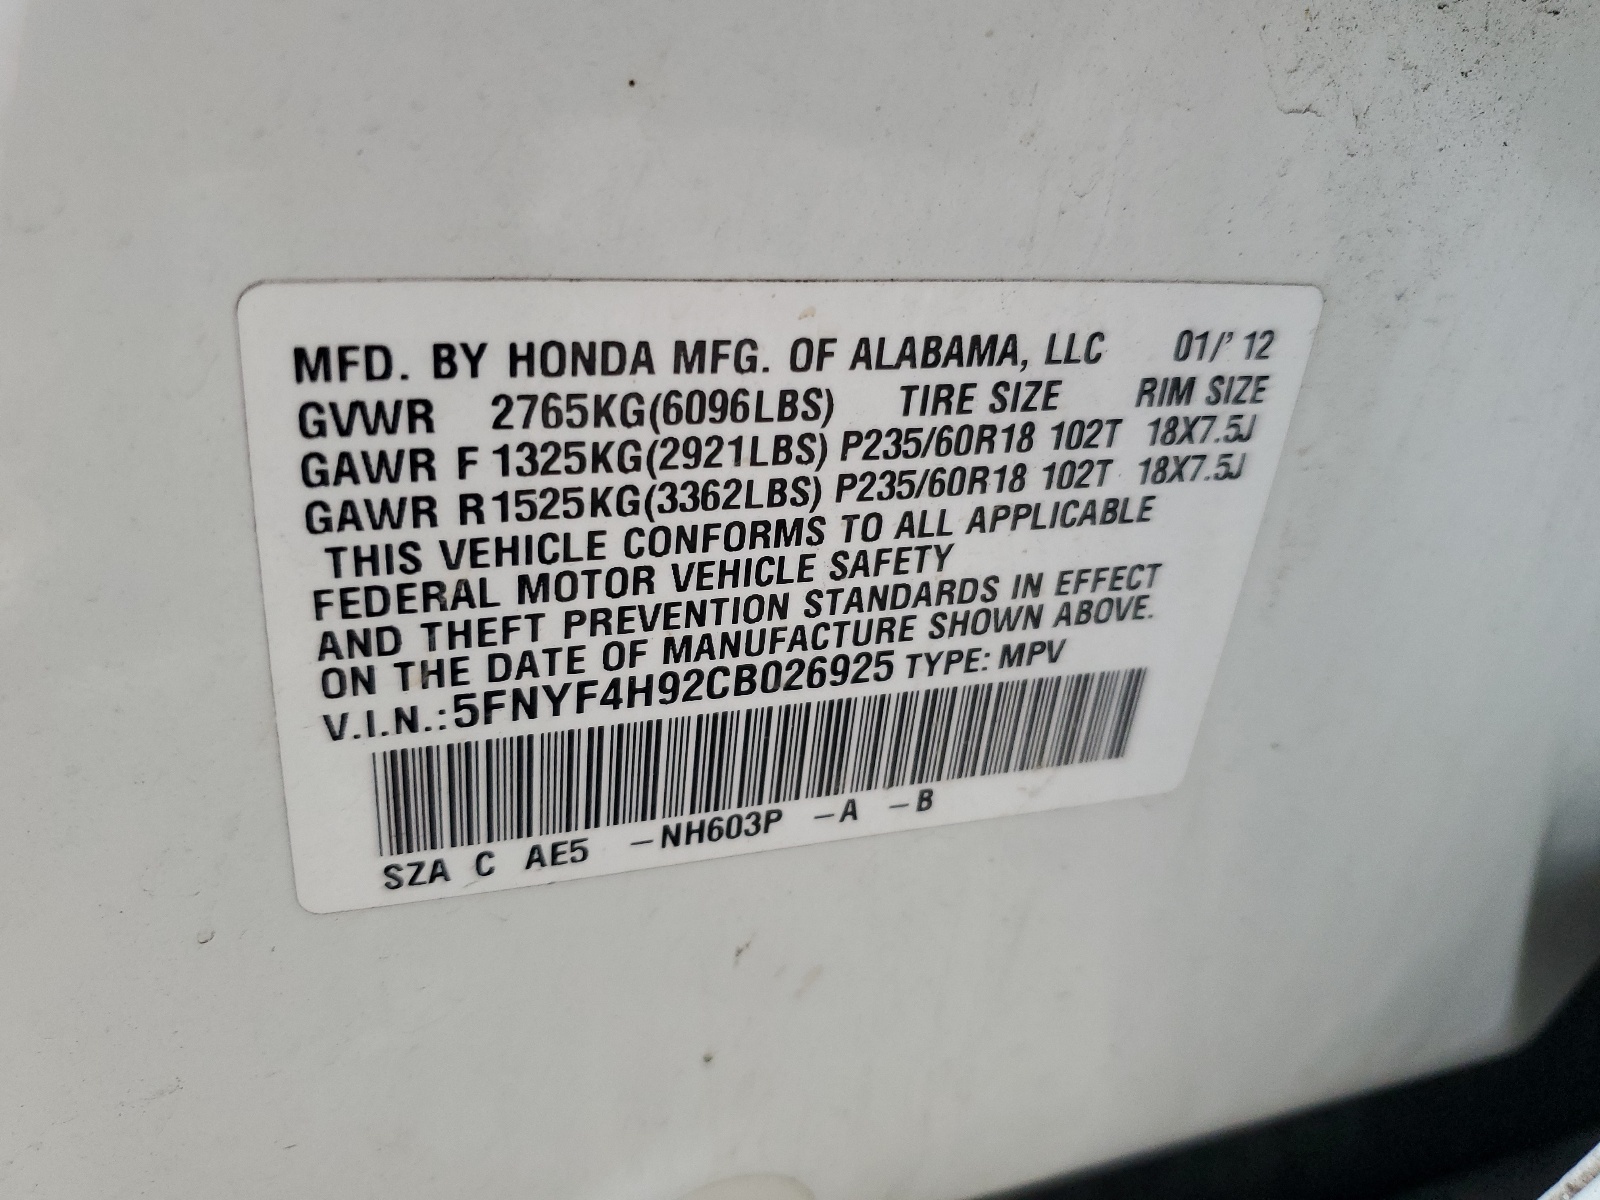 MFD. BY HONDA MFG. OF ALABAMA, LLC 01/'12
GVWR 2765KG(6096LBS) TIRE SIZE RIM SIZE
GAWR F 1325KG(2921LBS) P235/60R18 102T 18X7.5J
GAWR R 1525KG(3362LBS) P235/60R18 102T 18X7.5J
THIS VEHICLE CONFORMS TO ALL APPLICABLE
FEDERAL MOTOR VEHICLE SAFETY
AND THEFT PREVENTION STANDARDS IN EFFECT
ON THE DATE OF MANUFACTURE SHOWN ABOVE.
V.I.N.:5FNYF4H92CB026925 TYPE: MPV
SZA C AE5 -NH603P -A -B